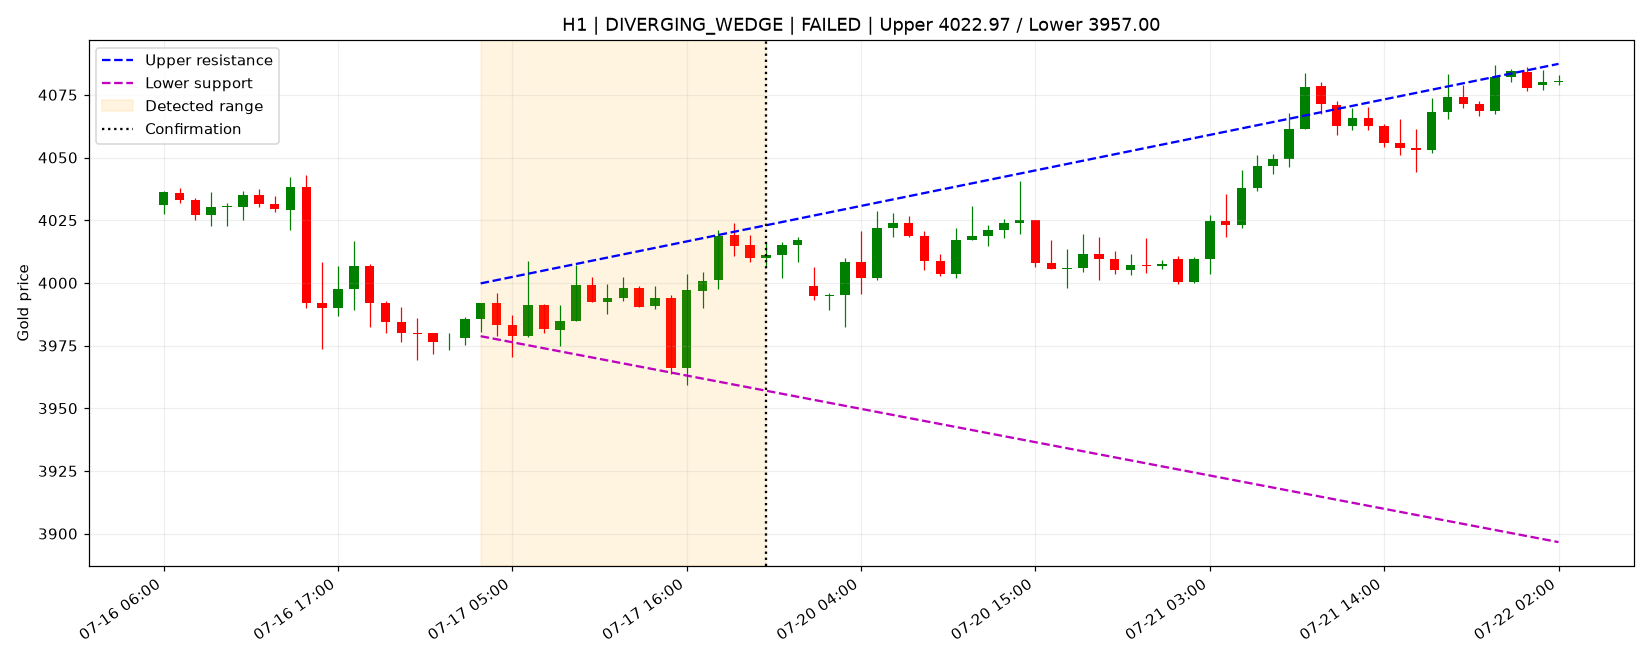 H1 | DIVERGING_WEDGE | FAILED | Upper 4022.97 / Lower 3957.00
Upper resistance
Lower support
Detected range
Confirmation
Gold price
4075
4050
4025
4000
3975
3950
3925
3900
07-16 06:00
07-16 17:00
07-17 05:00
07-17 16:00
07-20 04:00
07-20 15:00
07-21 03:00
07-21 14:00
07-22 02:00